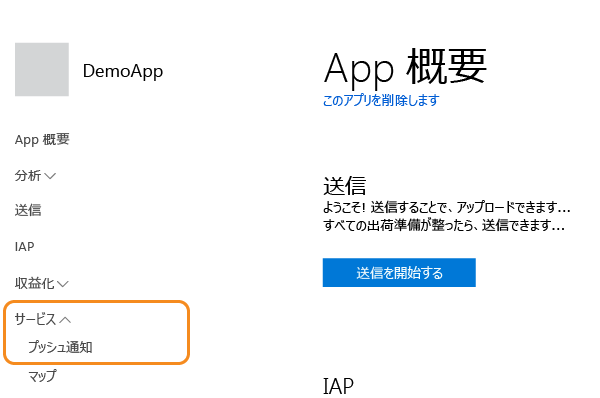 DemoApp
App 概要
分析
送信
IAP
収益化
サービス
プッシュ通知
マップ
App 概要
このアプリを削除します
送信
ようこそ! 送信することで、アップロードできます...
すべての出荷準備が整ったら、送信できます...
送信を開始する
IAP